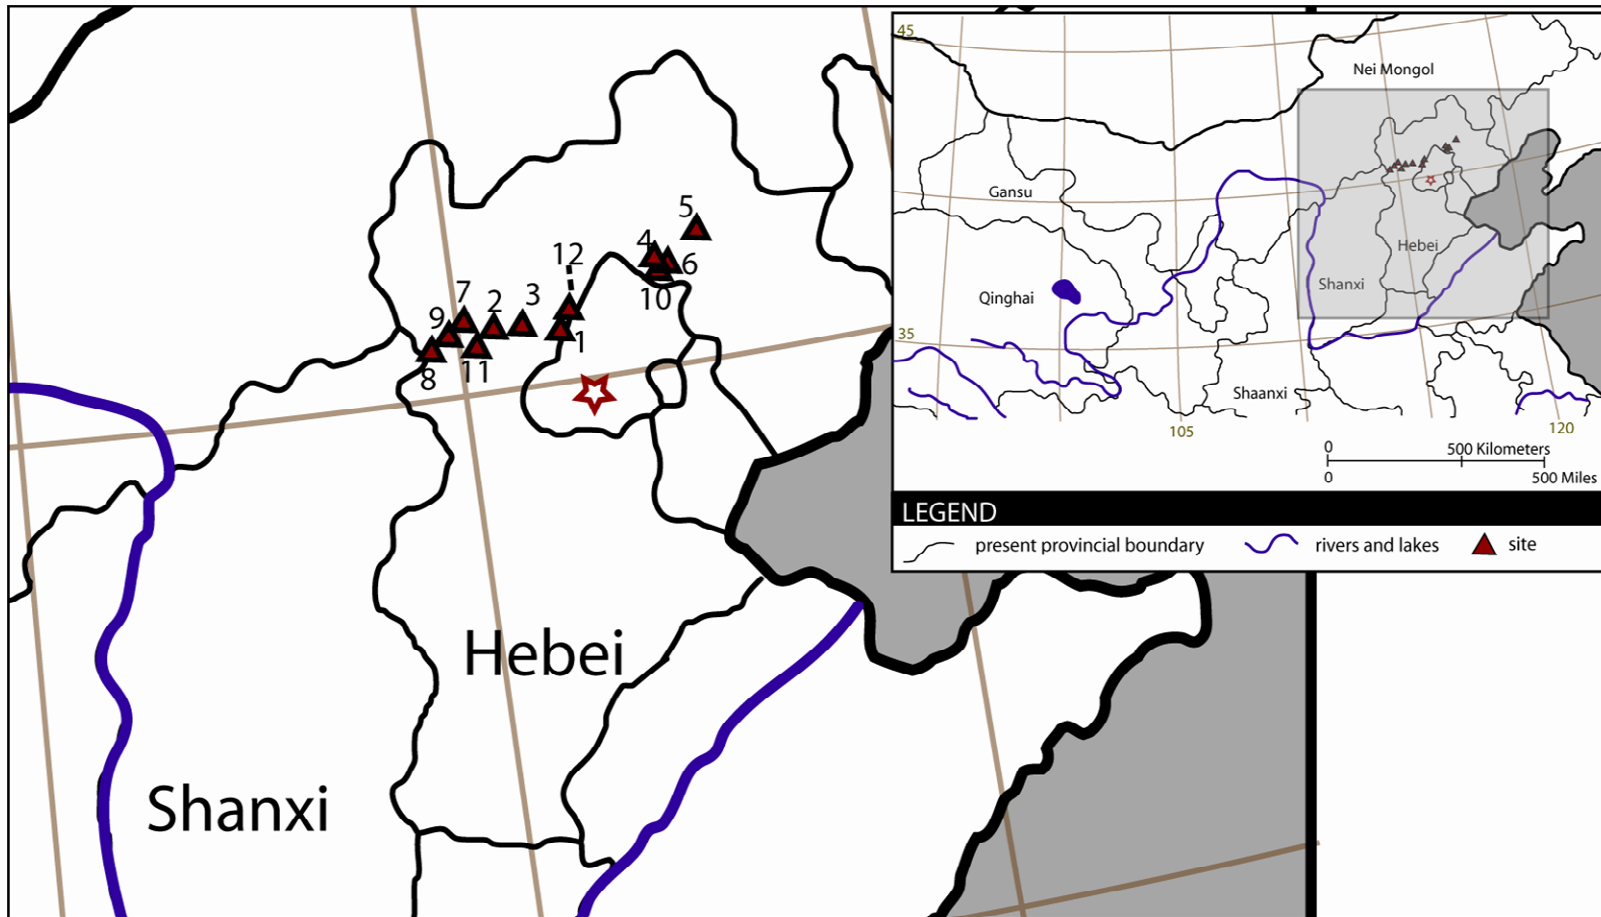 45
Nei Mongol
Gansu
Hebei
Qinghai
Shanxi
35
Shaanxi
105
120
0
500 Kilometers
0
500 Miles
LEGEND
present provincial boundary
rivers and lakes
site
5
4
12
6
10
7
2
3
9
1
11
8
Hebei
Shanxi